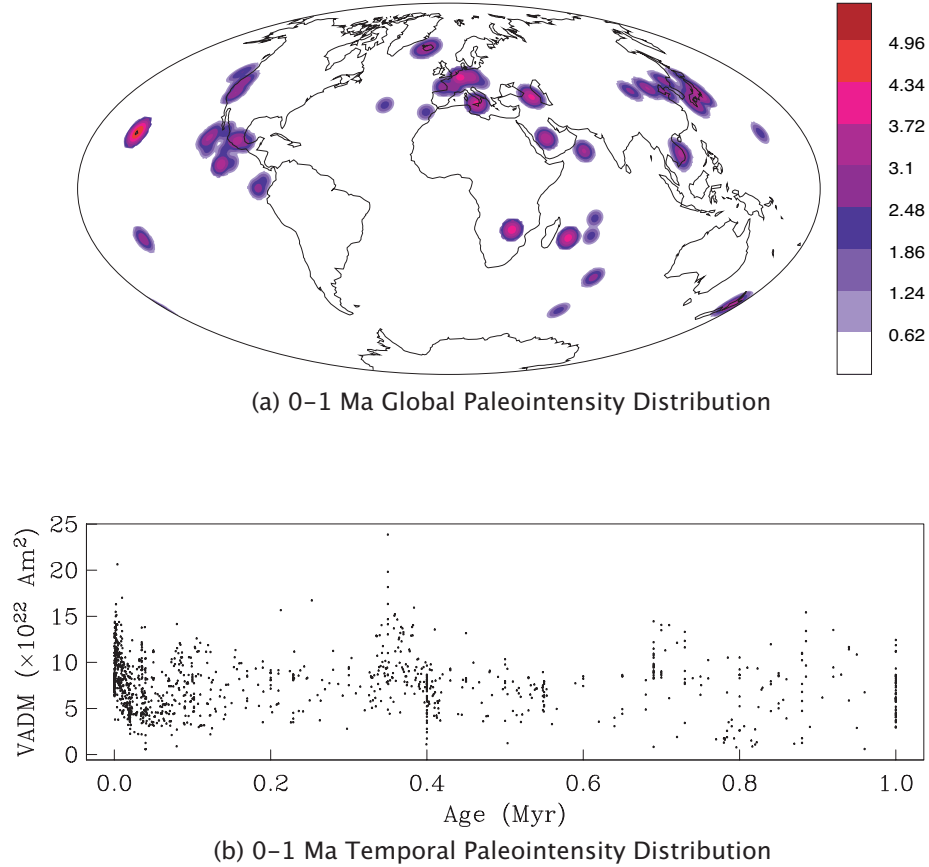 4.96
4.34
3.72
3.1
2.48
1.86
1.24
0.62
(a) 0–1 Ma Global Paleointensity Distribution
VADM (×10²² Am²)
25
20
15
10
5
0
0.0 0.2 0.4 0.6 0.8 1.0
Age (Myr)
(b) 0–1 Ma Temporal Paleointensity Distribution